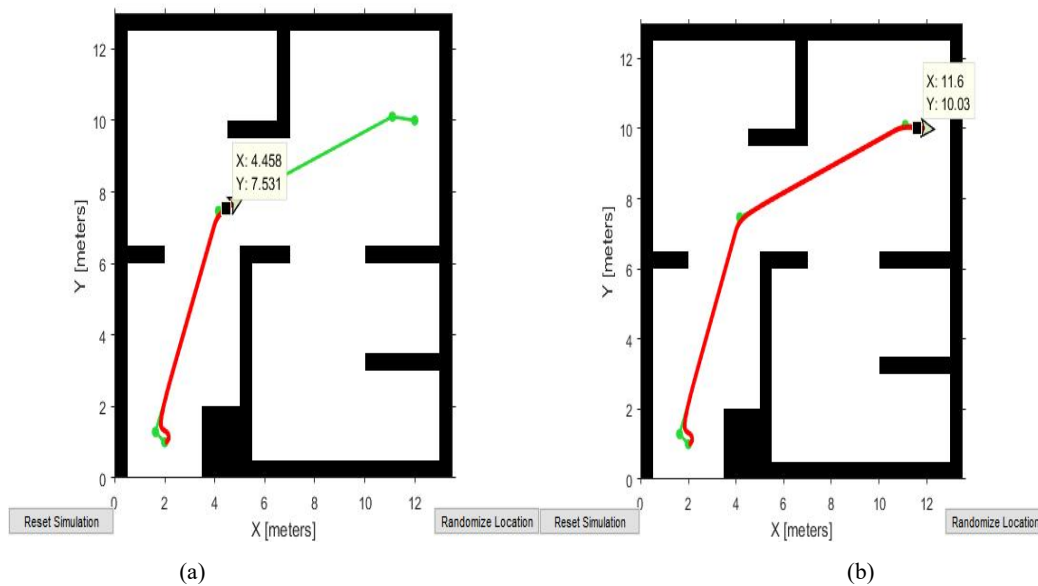 12
10
8
6
4
2
0
Y [meters]
X: 4.458
Y: 7.531
0 2 4 6 8 10 12
X [meters]
Reset Simulation
Randomize Location
(a)
12
10
8
6
4
2
0
Y [meters]
X: 11.6
Y: 10.03
0 2 4 6 8 10 12
X [meters]
Reset Simulation
Randomize Location
(b)